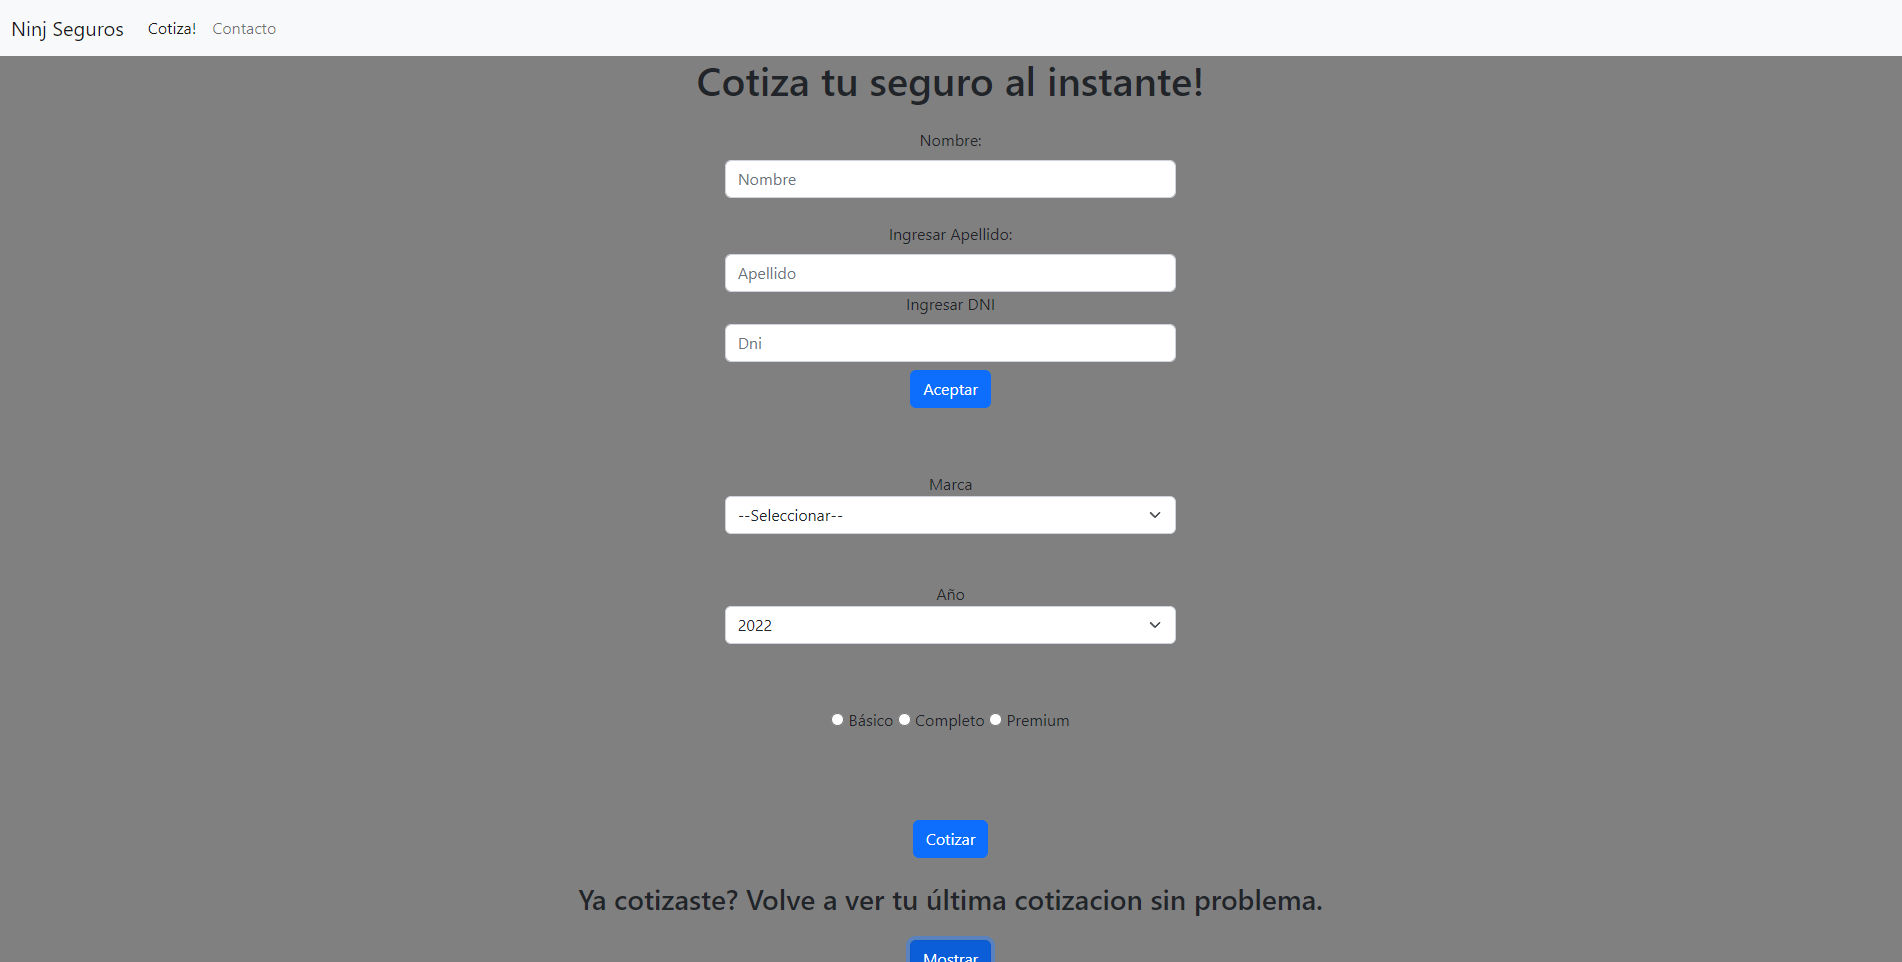 Ninj Seguros Cotiza! Contacto
Cotiza tu seguro al instante!
Nombre:
Nombre
Ingresar Apellido:
Apellido
Ingresar DNI
Dni
Aceptar
Marca
--Seleccionar--
Año
2022
Básico Completo Premium
Cotizar
Ya cotizaste? Volve a ver tu última cotizacion sin problema.
Mostrar